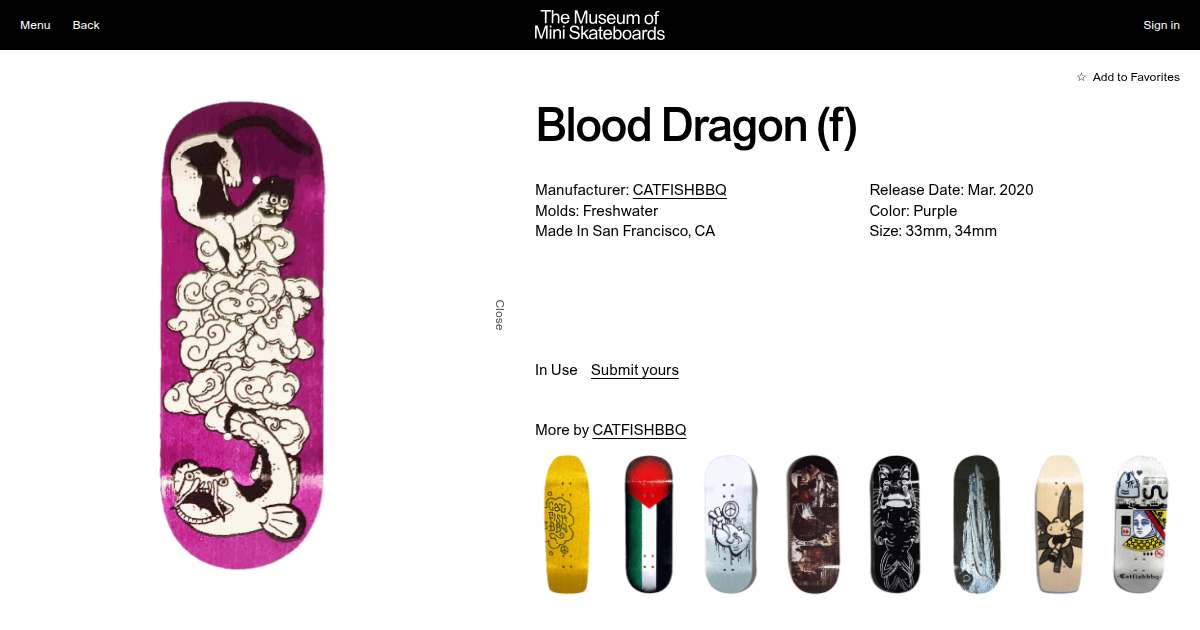 Menu
Back
The Museum of
Mini Skateboards
Sign in
☆ Add to Favorites
Blood Dragon (f)
Manufacturer: CATFISHBBQ
Molds: Freshwater
Made In San Francisco, CA
Release Date: Mar. 2020
Color: Purple
Size: 33mm, 34mm
Close
In Use Submit yours
More by CATFISHBBQ
Catfishbbq